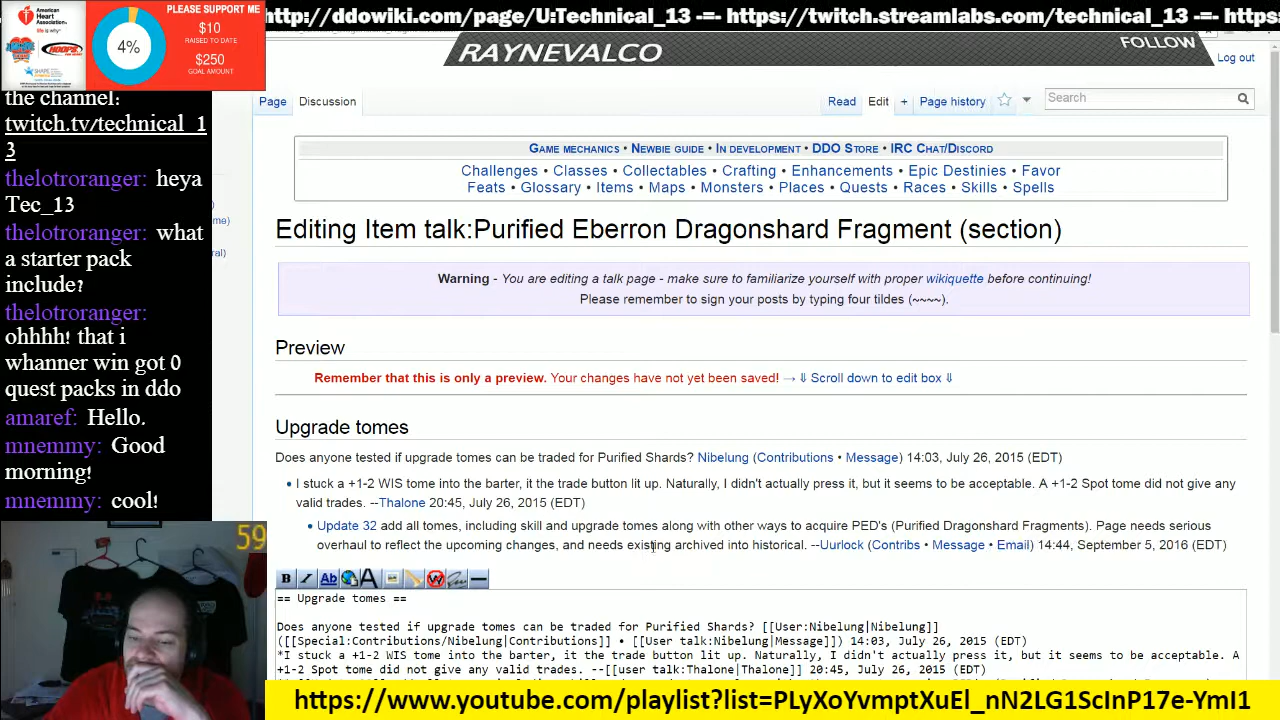 American
Heart
Association
life is why
HOOPS
4%
PLEASE SUPPORT ME
$10
RAISED TO DATE
$250
GOAL AMOUNT
http://ddowiki.com/page/U:Technical_13 -=- https://twitch.streamlabs.com/technical_13 -=- https
RAYNEVALCO
FOLLOW
Log out
the channel:
twitch.tv/technical_1
3
thelotroranger: heya
Tec_13
thelotroranger: what
a starter pack
include?
thelotroranger:
ohhhh! that i
whanner win got 0
quest packs in ddo
amaref: Hello.
mnemmy: Good
morning!
mnemmy: cool!
59
Page Discussion Read Edit + Page history Search
Game mechanics • Newbie guide • In development • DDO Store • IRC Chat/Discord
Challenges • Classes • Collectables • Crafting • Enhancements • Epic Destinies • Favor
Feats • Glossary • Items • Maps • Monsters • Places • Quests • Races • Skills • Spells
Editing Item talk:Purified Eberron Dragonshard Fragment (section)
Warning - You are editing a talk page - make sure to familiarize yourself with proper wikiquette before continuing!
Please remember to sign your posts by typing four tildes (~~~~).
Preview
Remember that this is only a preview. Your changes have not yet been saved! → ⇓ Scroll down to edit box ⇓
Upgrade tomes
Does anyone tested if upgrade tomes can be traded for Purified Shards? Nibelung (Contributions • Message) 14:03, July 26, 2015 (EDT)
• I stuck a +1-2 WIS tome into the barter, it the trade button lit up. Naturally, I didn't actually press it, but it seems to be acceptable. A +1-2 Spot tome did not give any
valid trades. --Thalone 20:45, July 26, 2015 (EDT)
• Update 32 add all tomes, including skill and upgrade tomes along with other ways to acquire PED's (Purified Dragonshard Fragments). Page needs serious
overhaul to reflect the upcoming changes, and needs existing archived into historical. --Uurlock (Contribs • Message • Email) 14:44, September 5, 2016 (EDT)
B I Ab A
== Upgrade tomes ==
Does anyone tested if upgrade tomes can be traded for Purified Shards? [[User:Nibelung|Nibelung]]
([[Special:Contributions/Nibelung|Contributions]] • [[User talk:Nibelung|Message]]) 14:03, July 26, 2015 (EDT)
*I stuck a +1-2 WIS tome into the barter, it the trade button lit up. Naturally, I didn't actually press it, but it seems to be acceptable. A
+1-2 Spot tome did not give any valid trades. --[[user talk:Thalone|Thalone]] 20:45, July 26, 2015 (EDT)
https://www.youtube.com/playlist?list=PLyXoYvmptXuEl_nN2LG1ScInP17e-YmI1